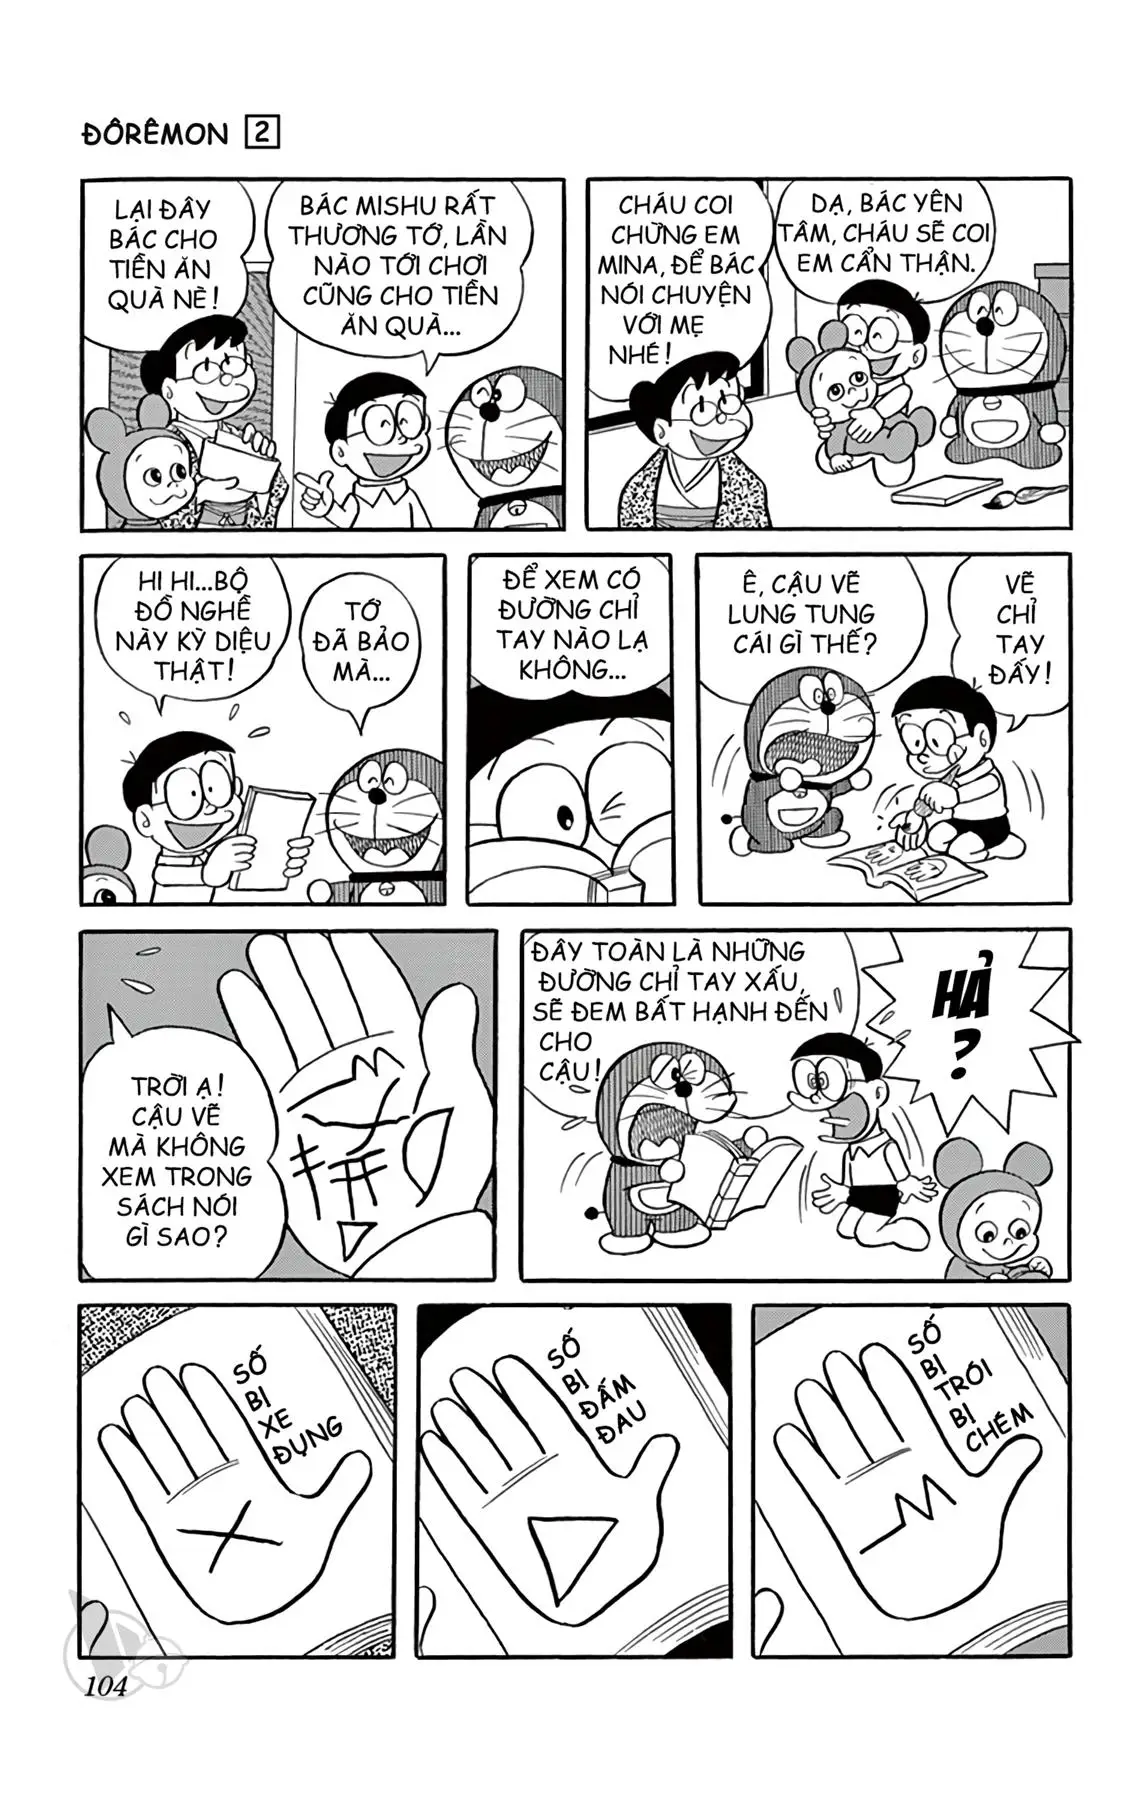 ĐÔRÊMON 2
LẠI ĐÂY
BÁC CHO
TIỀN ĂN
QUÀ NÈ!
BÁC MISHU RẤT
THƯƠNG TỚ, LẦN
NÀO TỚI CHƠI
CŨNG CHO TIỀN
ĂN QUÀ...
CHÁU COI
CHỪNG EM
MINA, ĐỂ BÁC
NÓI CHUYỆN
VỚI MẸ
NHÉ!
DẠ, BÁC YÊN
TÂM, CHÁU SẼ COI
EM CẨN THẬN.
HI HI...BỘ
ĐỒ NGHỀ
NÀY KỲ DIỆU
THẬT!
TỚ
ĐÃ BẢO
MÀ...
ĐỂ XEM CÓ
ĐƯỜNG CHỈ
TAY NÀO LẠ
KHÔNG...
Ê, CẬU VẼ
LUNG TUNG
CÁI GÌ THẾ?
VẼ
CHỈ
TAY
ĐẤY!
TRỜI Ạ!
CẬU VẼ
MÀ KHÔNG
XEM TRONG
SÁCH NÓI
GÌ SAO?
ĐÂY TOÀN LÀ NHỮNG
ĐƯỜNG CHỈ TAY XẤU,
SẼ ĐEM BẤT HẠNH ĐẾN
CHO
CẬU!
HẢ
?
SỐ
BỊ
XE
ĐỤNG
SỐ
BỊ
ĐẤM
ĐAU
SỐ
BỊ
TRÓI
BỊ
CHÉM
104